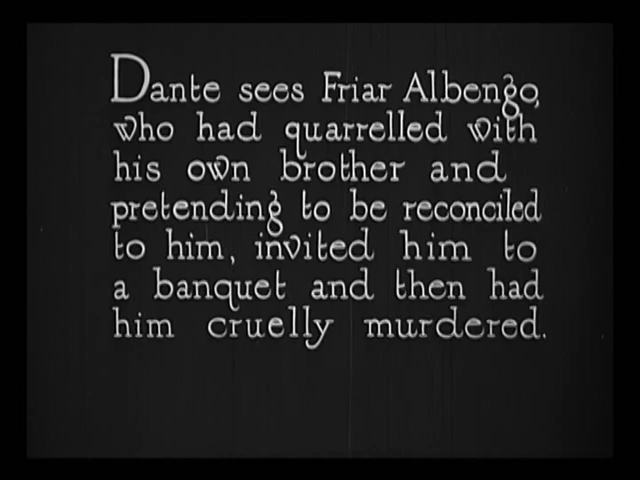 Dante sees Friar Albengo,
who had quarrelled with
his own brother and
pretending to be reconciled
to him, invited him to
a banquet and then had
him cruelly murdered.